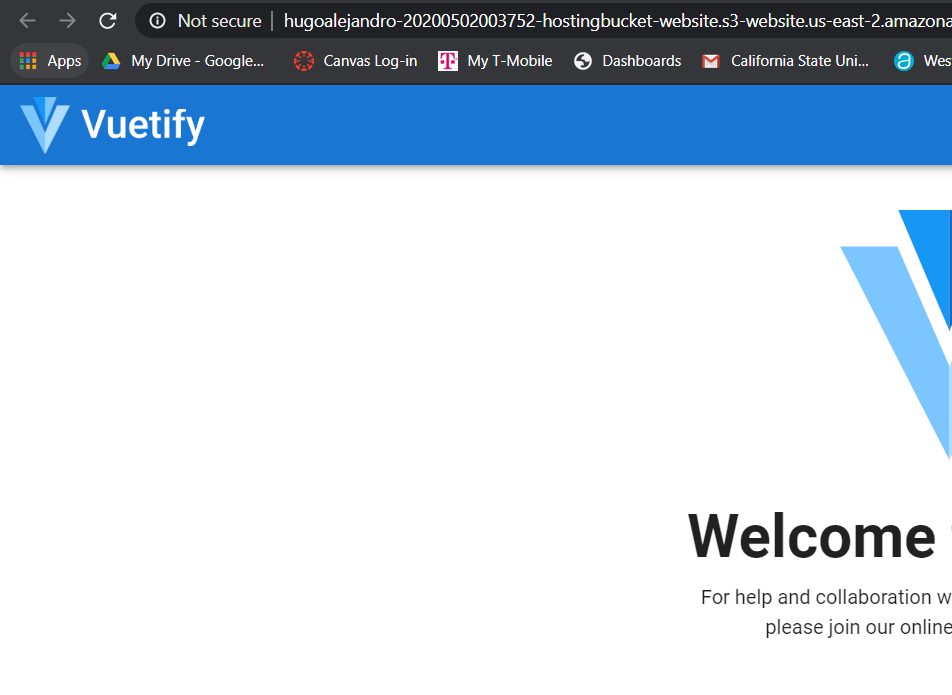 Not secure | hugoalejandro-20200502003752-hostingbucket-website.s3-website.us-east-2.amazona
Apps My Drive - Google... Canvas Log-in My T-Mobile Dashboards California State Uni... Wes
Vuetify
Welcome
For help and collaboration w
please join our online